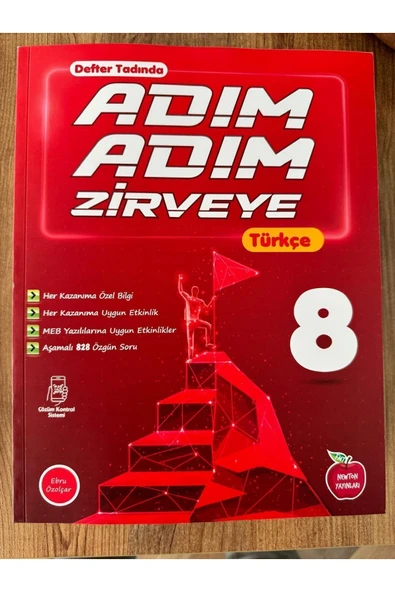 Defter Tadında
ADIM
ADIM
ZİRVEYE
Türkçe
Her Kazanıma Özel Bilgi
Her Kazanıma Uygun Etkinlik
MEB Yazılılarına Uygun Etkinlikler
Aşamalı 828 Özgün Soru
8
Çözüm Kontrol
Sistemi
Ebru
Özolçar
NEWTON
YAYINLARI